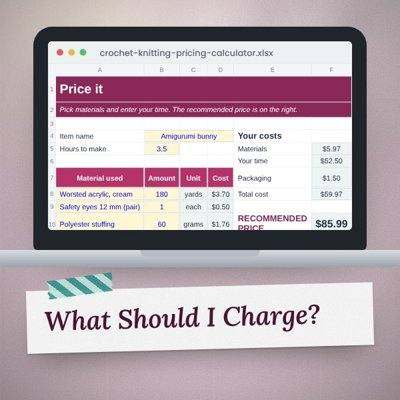 crochet-knitting-pricing-calculator.xlsx
A B C D E F
1 Price it
2 Pick materials and enter your time. The recommended price is on the right.
3
4 Item name Amigurumi bunny Your costs
5 Hours to make 3.5 Materials $5.97
6 Your time $52.50
7 Material used Amount Unit Cost Packaging $1.50
8 Worsted acrylic, cream 180 yards $3.70 Total cost $59.97
9 Safety eyes 12 mm (pair) 1 each $0.50
10 Polyester stuffing 60 grams $1.76 RECOMMENDED PRICE $85.99
What Should I Charge?